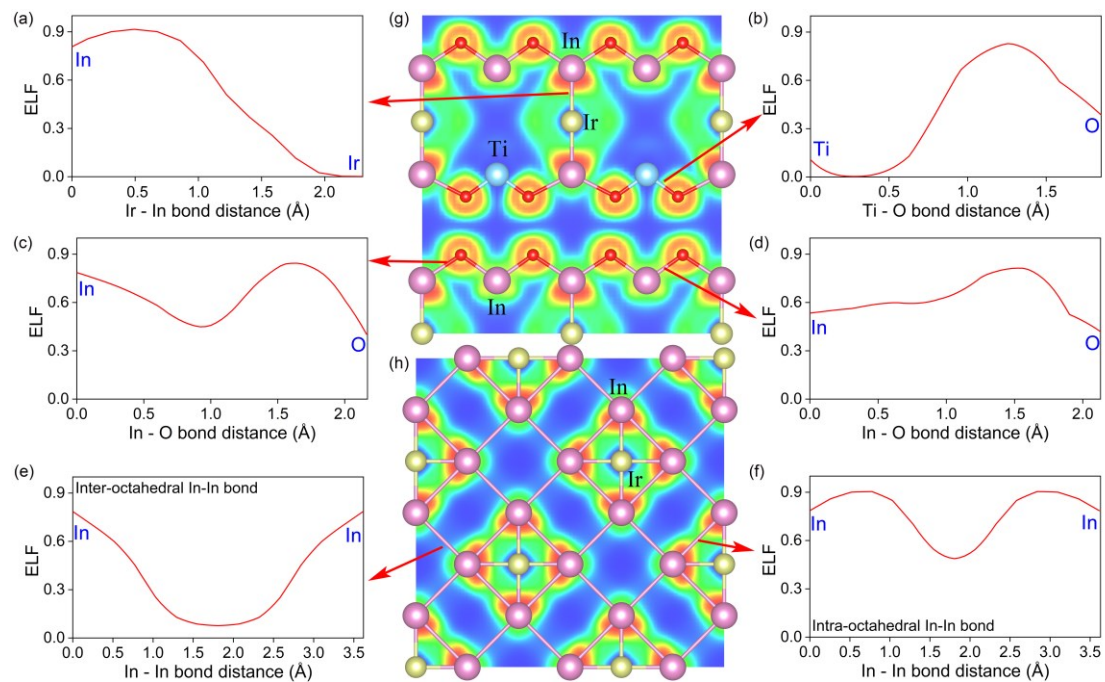 (a)
0.9
0.6
0.3
0.0
ELF
In
Ir
0.0 0.5 1.0 1.5 2.0
Ir - In bond distance (Å)
(g)
In
Ir
Ti
In
(b)
0.9
0.6
0.3
0.0
ELF
Ti
O
0.0 0.5 1.0 1.5
Ti - O bond distance (Å)
(c)
0.9
0.6
0.3
0.0
ELF
In
O
0.0 0.5 1.0 1.5 2.0
In - O bond distance (Å)
(d)
0.9
0.6
0.3
0.0
ELF
In
O
0.0 0.5 1.0 1.5 2.0
In - O bond distance (Å)
(h)
In
Ir
(e)
0.9
0.6
0.3
0.0
ELF
Inter-octahedral In-In bond
In
In
0.0 0.5 1.0 1.5 2.0 2.5 3.0 3.5
In - In bond distance (Å)
(f)
0.9
0.6
0.3
0.0
ELF
In
In
Intra-octahedral In-In bond
0.0 0.5 1.0 1.5 2.0 2.5 3.0 3.5
In - In bond distance (Å)